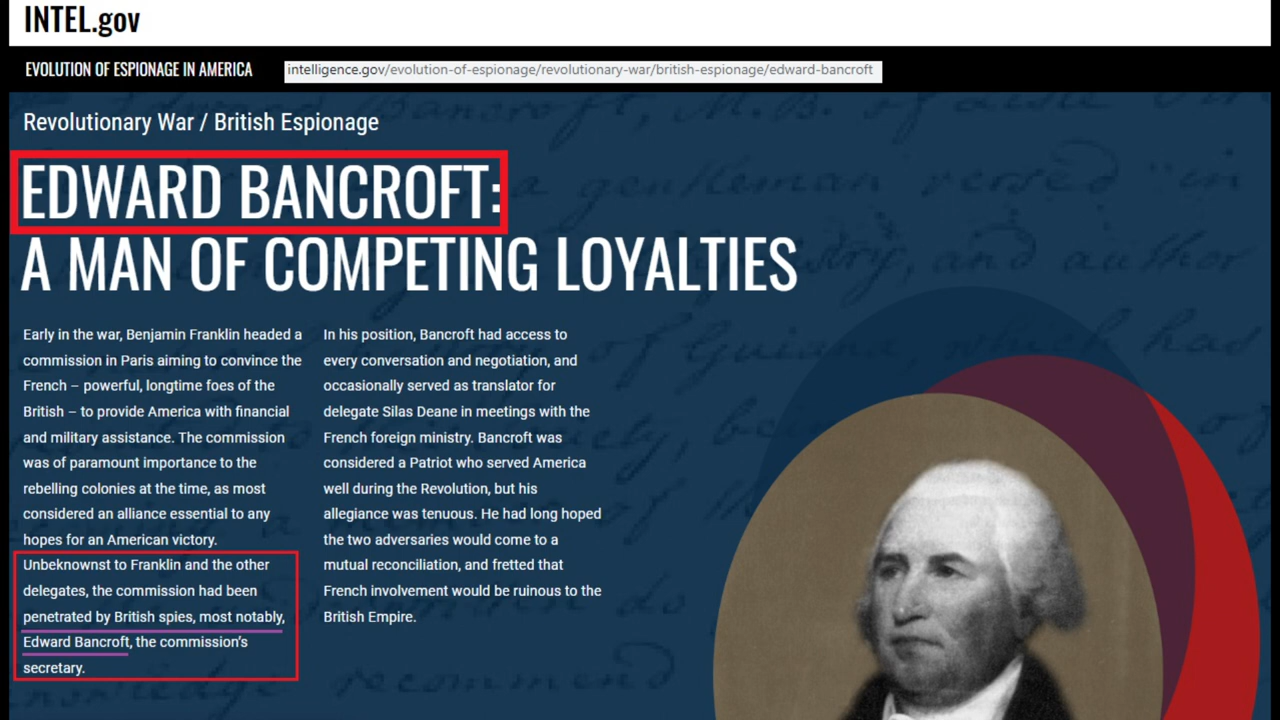 INTEL.gov
EVOLUTION OF ESPIONAGE IN AMERICA
intelligence.gov/evolution-of-espionage/revolutionary-war/british-espionage/edward-bancroft
Revolutionary War / British Espionage
EDWARD BANCROFT:
A MAN OF COMPETING LOYALTIES
Early in the war, Benjamin Franklin headed a
commission in Paris aiming to convince the
French – powerful, longtime foes of the
British – to provide America with financial
and military assistance. The commission
was of paramount importance to the
rebelling colonies at the time, as most
considered an alliance essential to any
hopes for an American victory.
Unbeknownst to Franklin and the other
delegates, the commission had been
penetrated by British spies, most notably,
Edward Bancroft, the commission's
secretary.
In his position, Bancroft had access to
every conversation and negotiation, and
occasionally served as translator for
delegate Silas Deane in meetings with the
French foreign ministry. Bancroft was
considered a Patriot who served America
well during the Revolution, but his
allegiance was tenuous. He had long hoped
the two adversaries would come to a
mutual reconciliation, and fretted that
French involvement would be ruinous to the
British Empire.